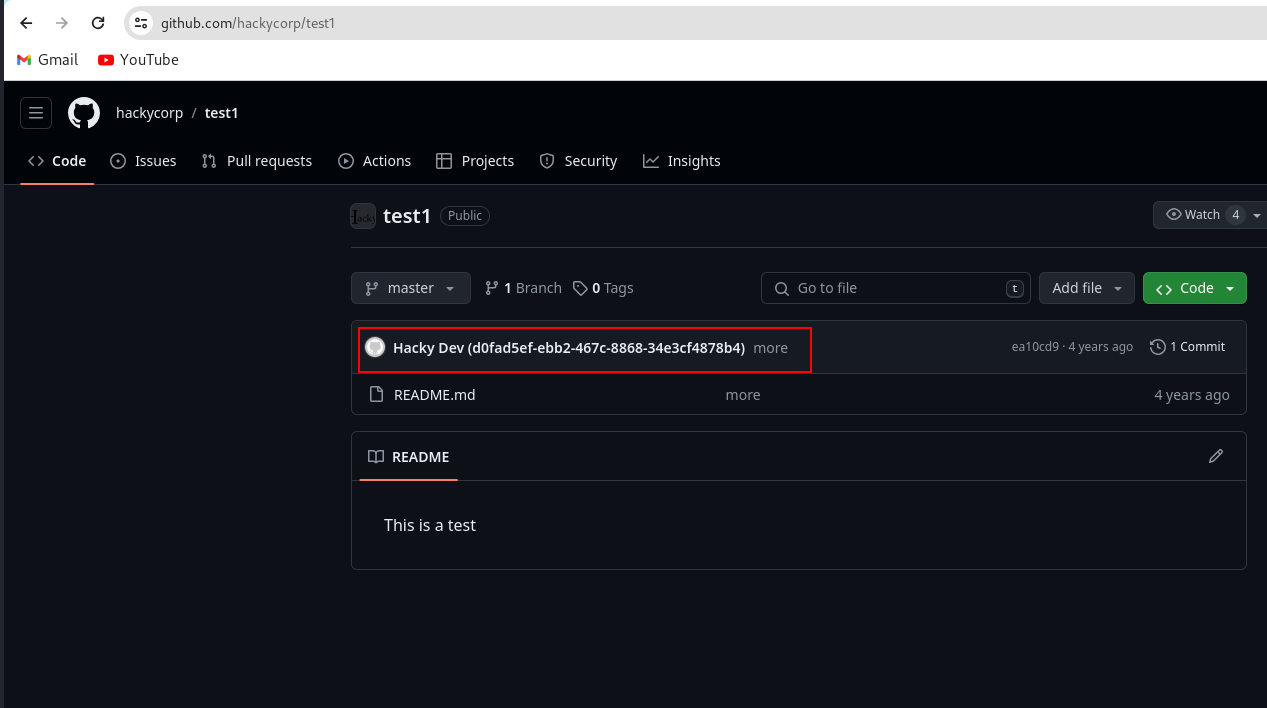 github.com/hackycorp/test1
Gmail YouTube
hackycorp / test1
Code Issues Pull requests Actions Projects Security Insights
test1 Public Watch 4
master 1 Branch 0 Tags Go to file t Add file Code
Hacky Dev (d0fad5ef-ebb2-467c-8868-34e3cf4878b4) more ea10cd9 · 4 years ago 1 Commit
README.md more 4 years ago
README
This is a test